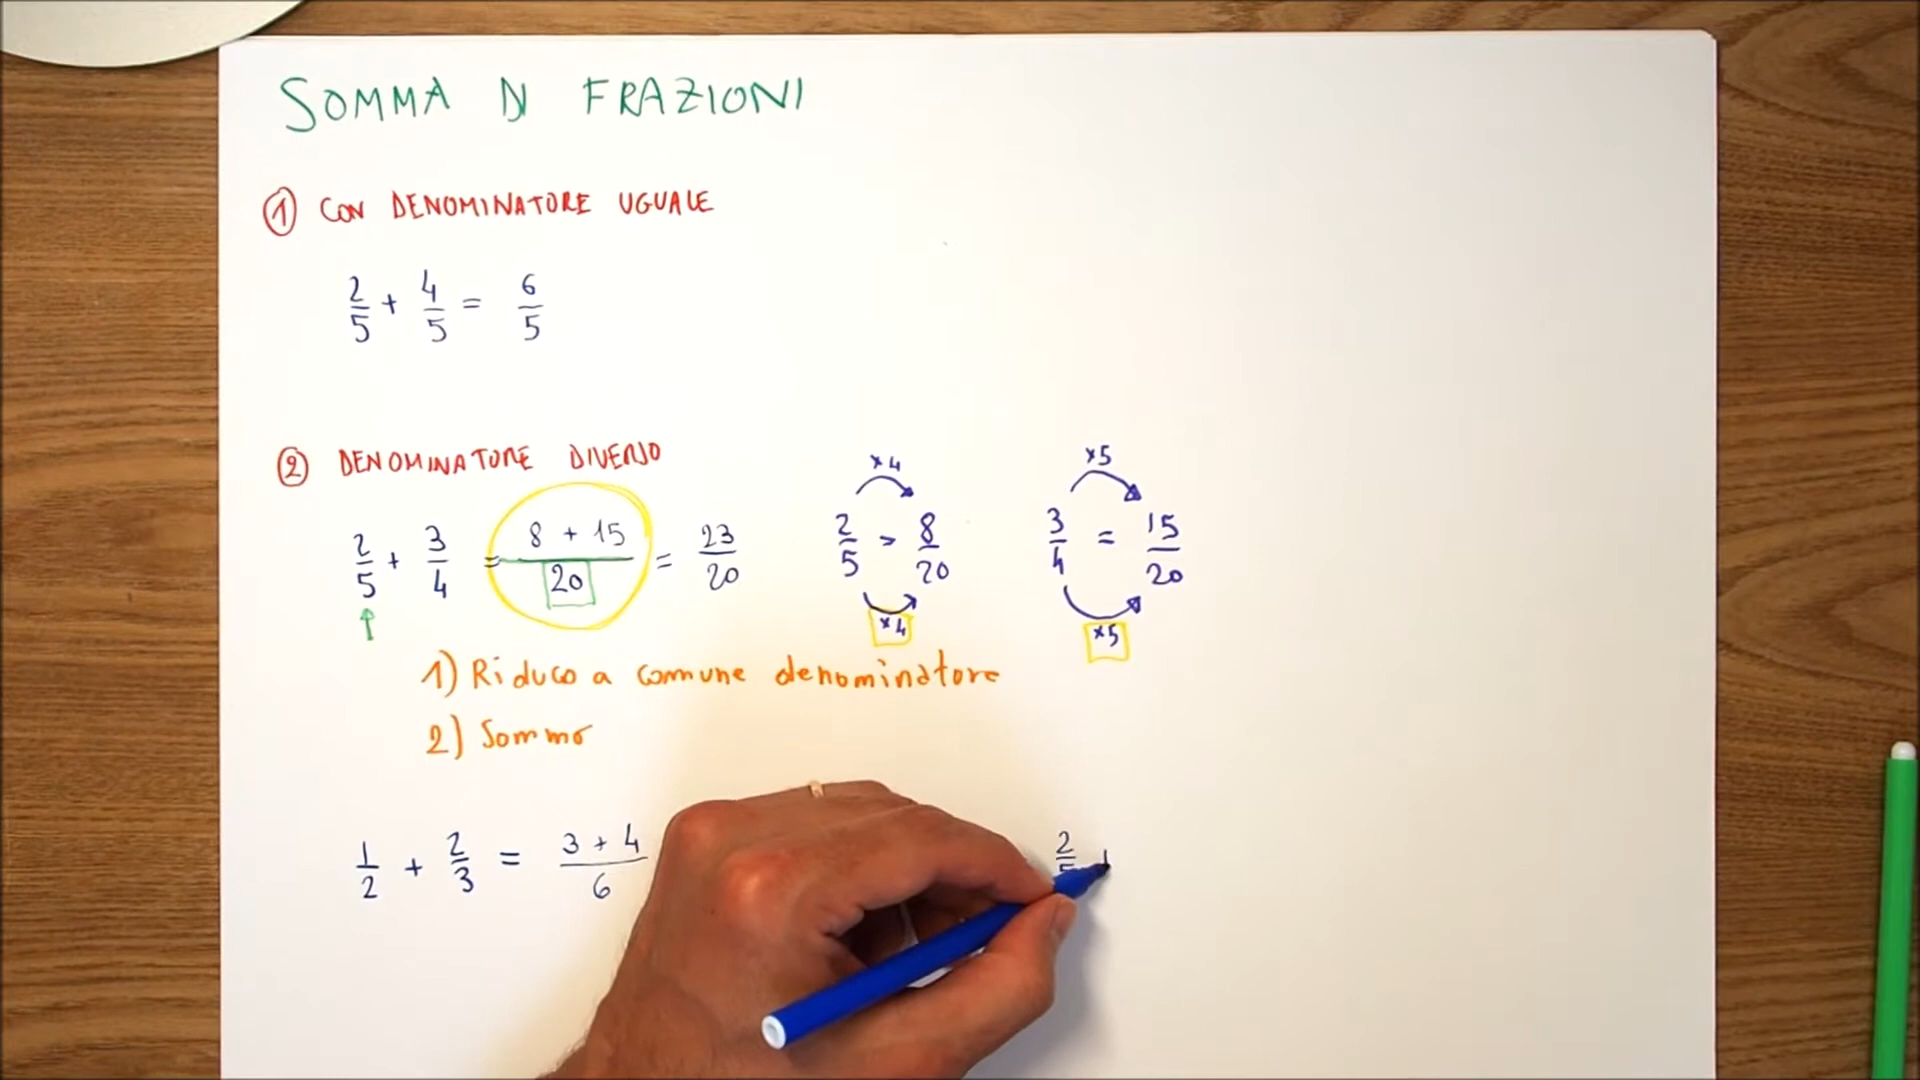 SOMMA DI FRAZIONI
① CON DENOMINATORE UGUALE
2/5 + 4/5 = 6/5
② DENOMINATORE DIVERSO
2/5 + 3/4 = (8 + 15)/20 = 23/20
×4
2/5 = 8/20
×4
×5
3/4 = 15/20
×5
1) Riduco a comune denominatore
2) Sommo
1/2 + 2/3 = (3 + 4)/6
2/5